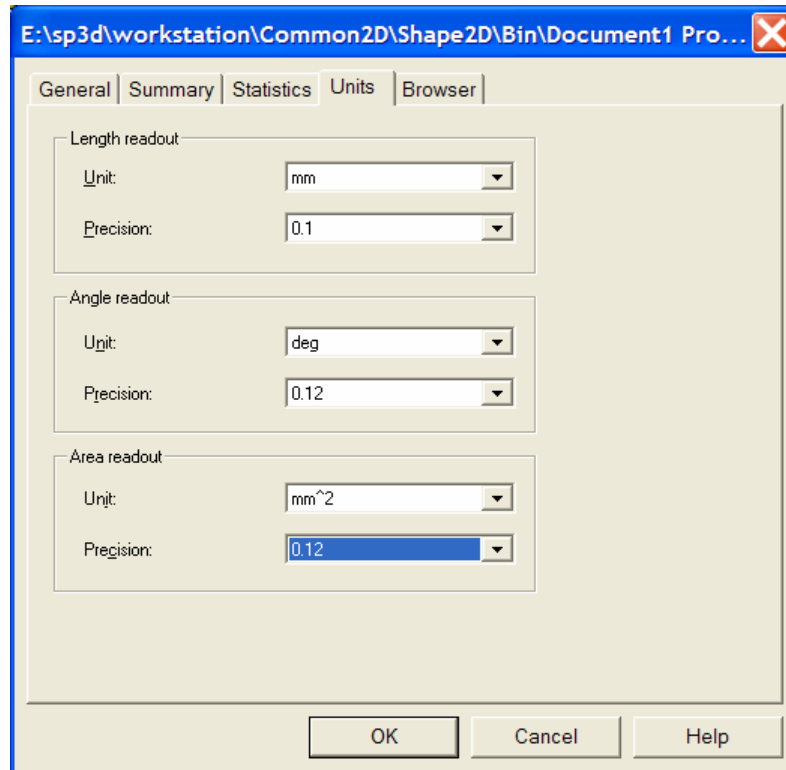 E:\sp3d\workstation\Common2D\Shape2D\Bin\Document1 Pro...
General Summary Statistics Units Browser
Length readout
Unit: mm
Precision: 0.1
Angle readout
Unit: deg
Precision: 0.12
Area readout
Unit: mm^2
Precision: 0.12
OK Cancel Help